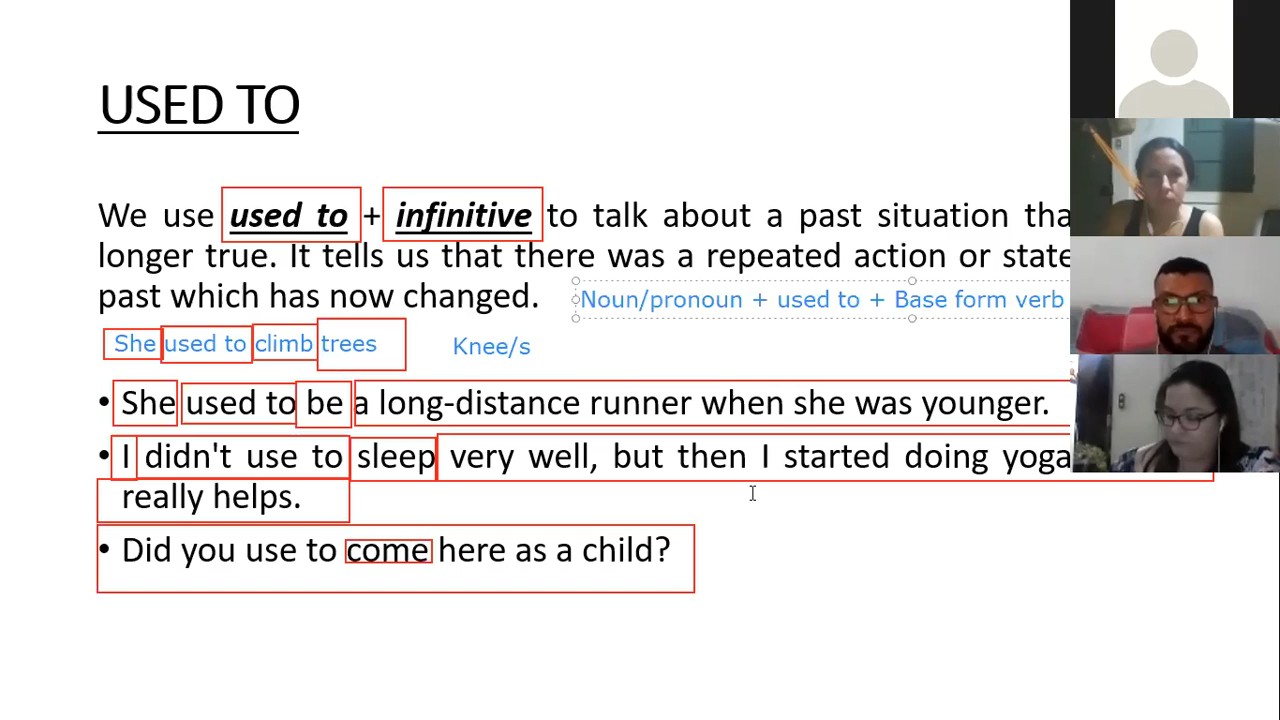 USED TO
We use used to + infinitive to talk about a past situation
longer true. It tells us that there was a repeated action or state
past which has now changed.
Noun/pronoun + used to + Base form verb
She used to climb trees
Knee/s
• She used to be a long-distance runner when she was younger.
• I didn't use to sleep very well, but then I started doing yoga
really helps.
• Did you use to come here as a child?